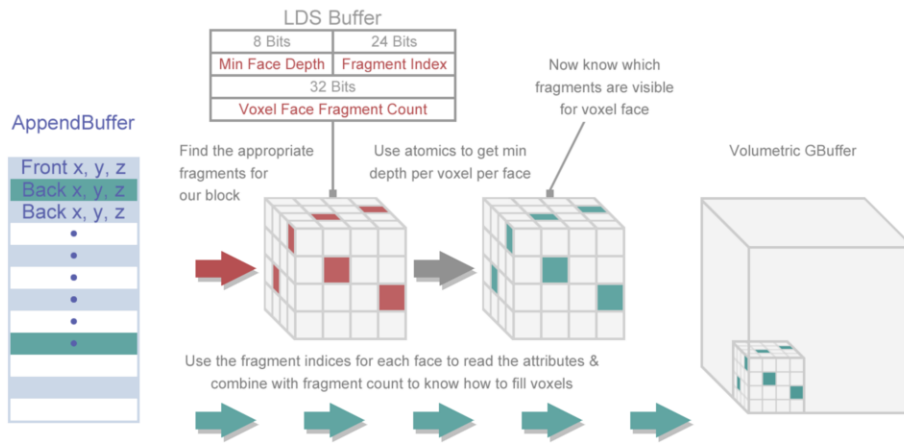 LDS Buffer
8 Bits
24 Bits
Min Face Depth
Fragment Index
32 Bits
Voxel Face Fragment Count
Now know which
fragments are visible
for voxel face
AppendBuffer
Front x, y, z
Back x, y, z
Back x, y, z
Find the appropriate
fragments for
our block
Use atomics to get min
depth per voxel per face
Volumetric GBuffer
Use the fragment indices for each face to read the attributes &
combine with fragment count to know how to fill voxels